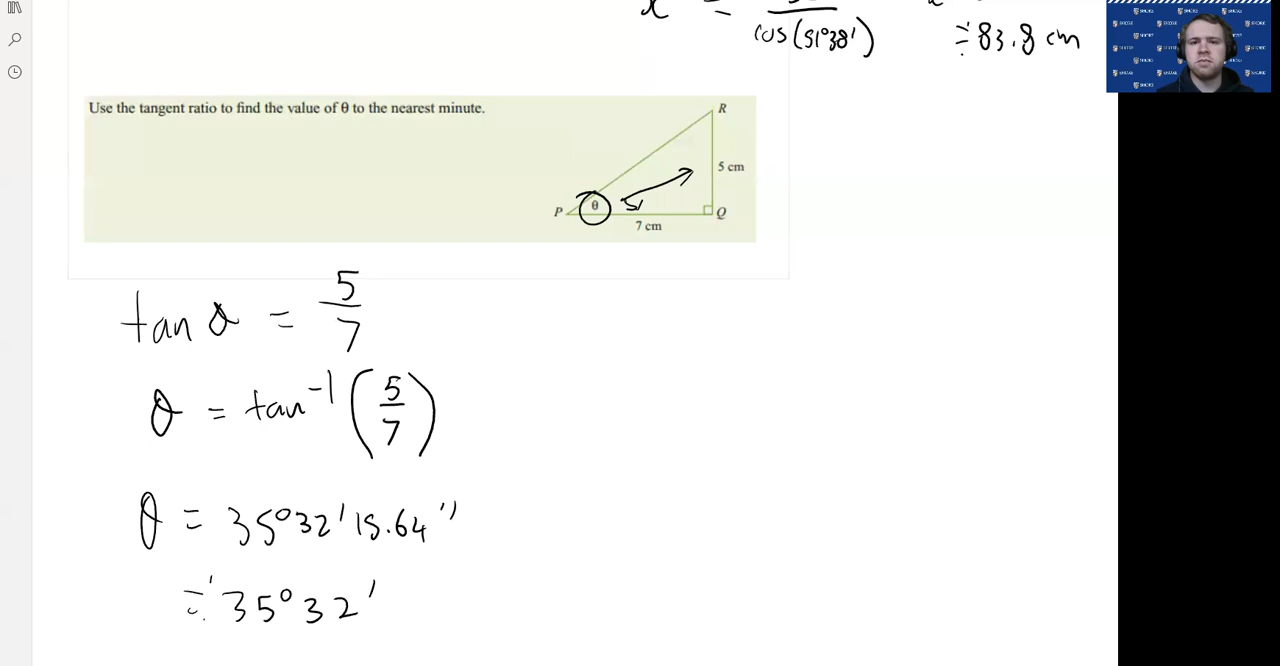 x =
cos(51°38')
≑ 83.8 cm
Use the tangent ratio to find the value of θ to the nearest minute.
R
5 cm
θ
P
Q
7 cm
tan θ = 5/7
θ = tan⁻¹(5/7)
θ = 35°32'15.64"
≑ 35°32'